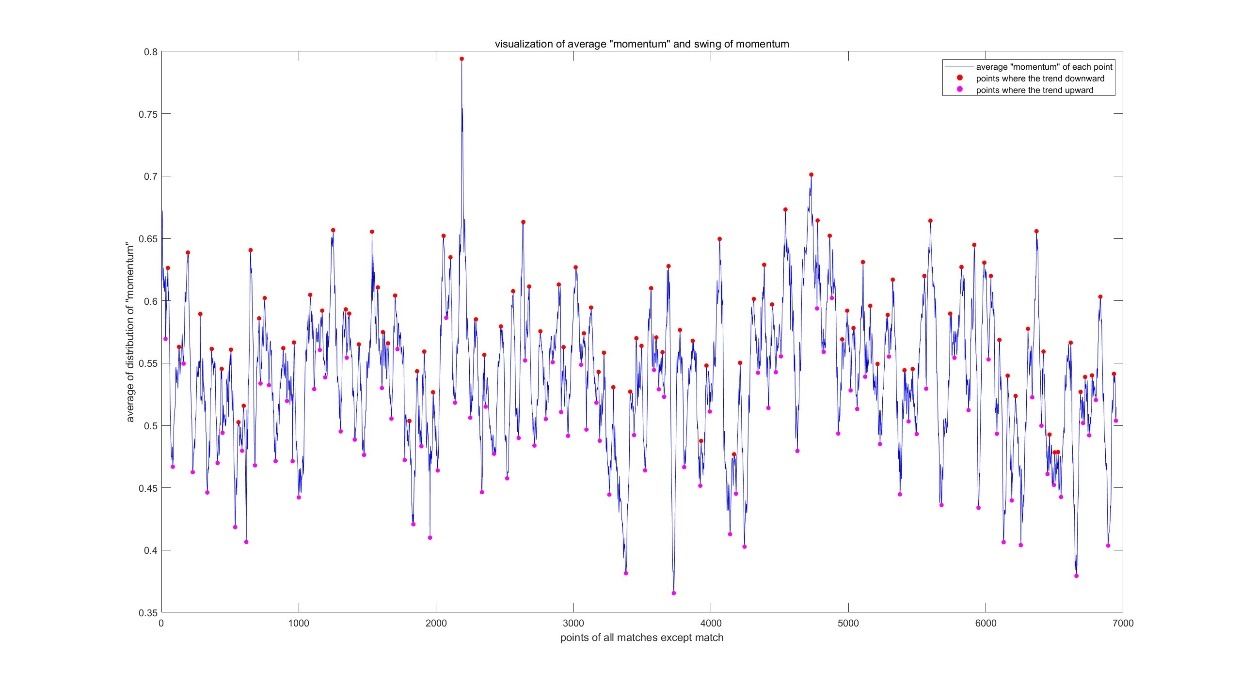 visualization of average "momentum" and swing of momentum
average "momentum" of each point
points where the trend downward
points where the trend upward
average of distribution of "momentum"
0.8
0.75
0.7
0.65
0.6
0.55
0.5
0.45
0.4
0.35
0 1000 2000 3000 4000 5000 6000 7000
points of all matches except match